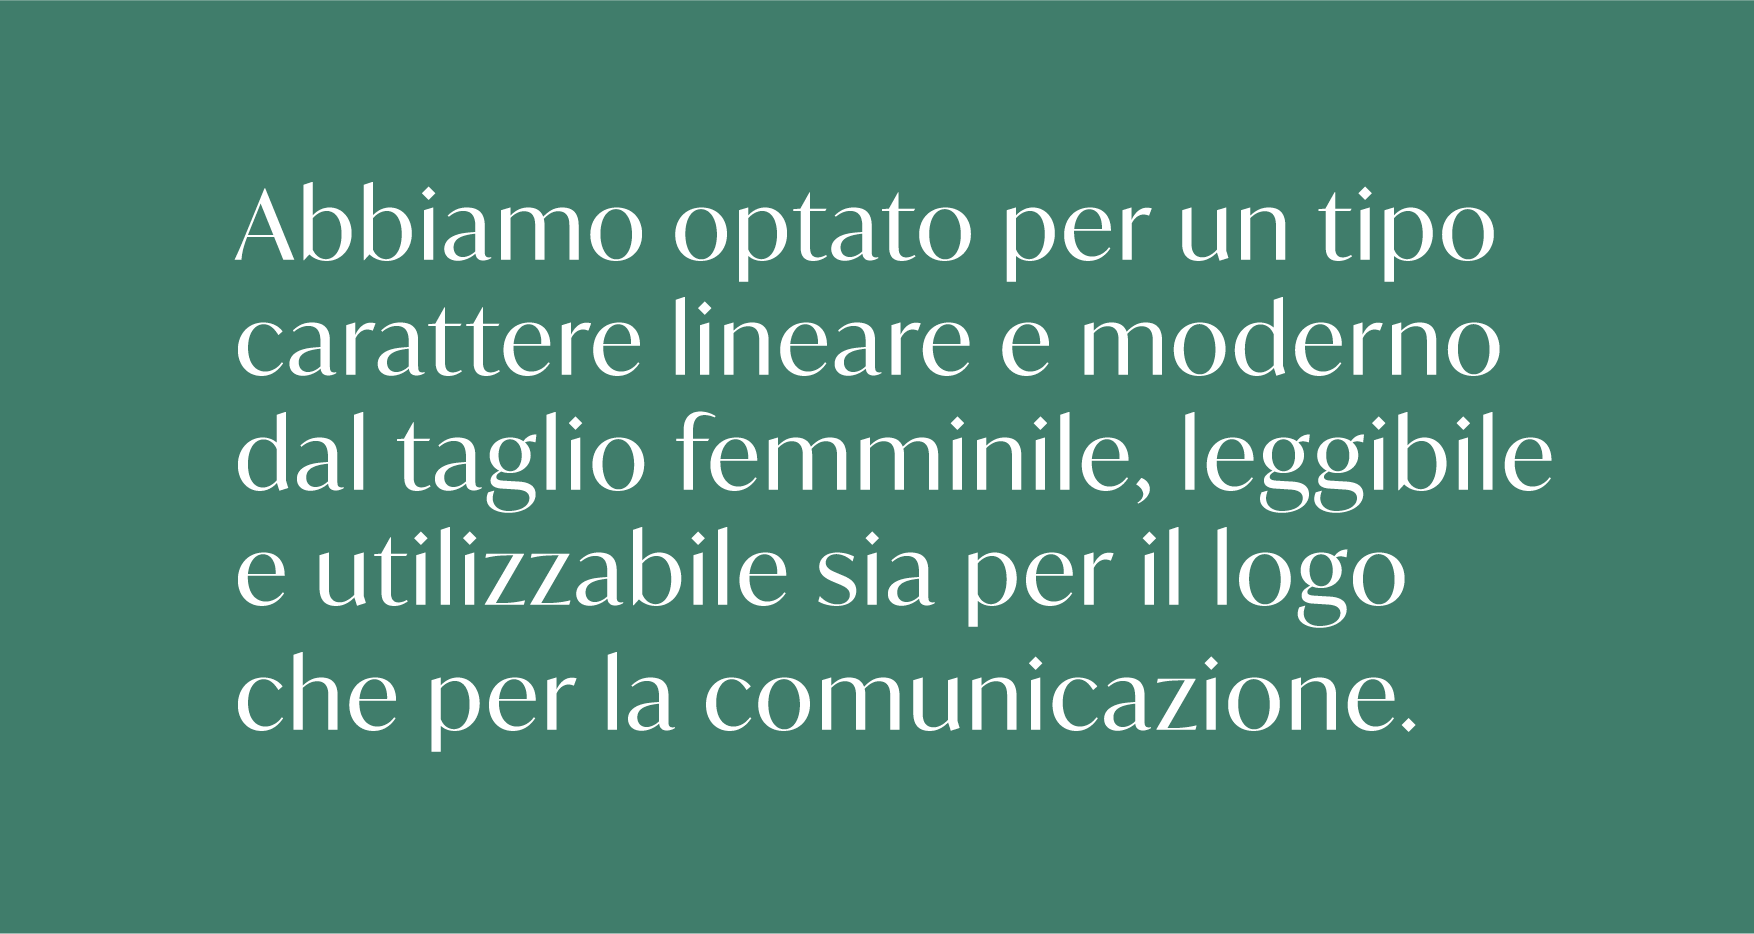 Abbiamo optato per un tipo
carattere lineare e moderno
dal taglio femminile, leggibile
e utilizzabile sia per il logo
che per la comunicazione.